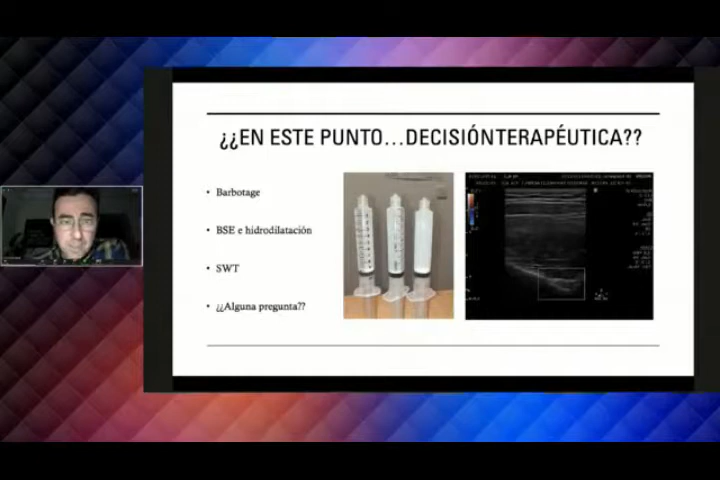 ¿¿EN ESTE PUNTO...DECISIÓNTERAPÉUTICA??
Barbotage
BSE e hidrodilatación
SWT
¿¿Alguna pregunta??